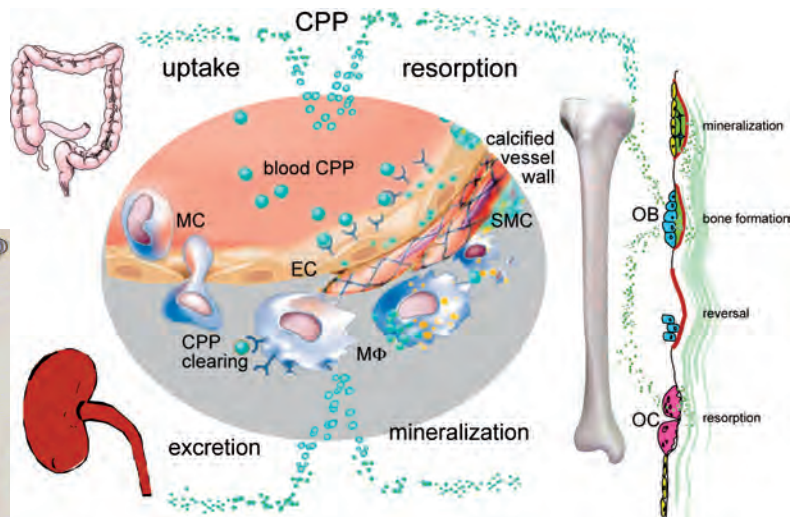 CPP
uptake
resorption
calcified
vessel
wall
blood CPP
MC
SMC
EC
CPP
clearing
MΦ
excretion
mineralization
mineralization
OB
bone formation
reversal
OC
resorption